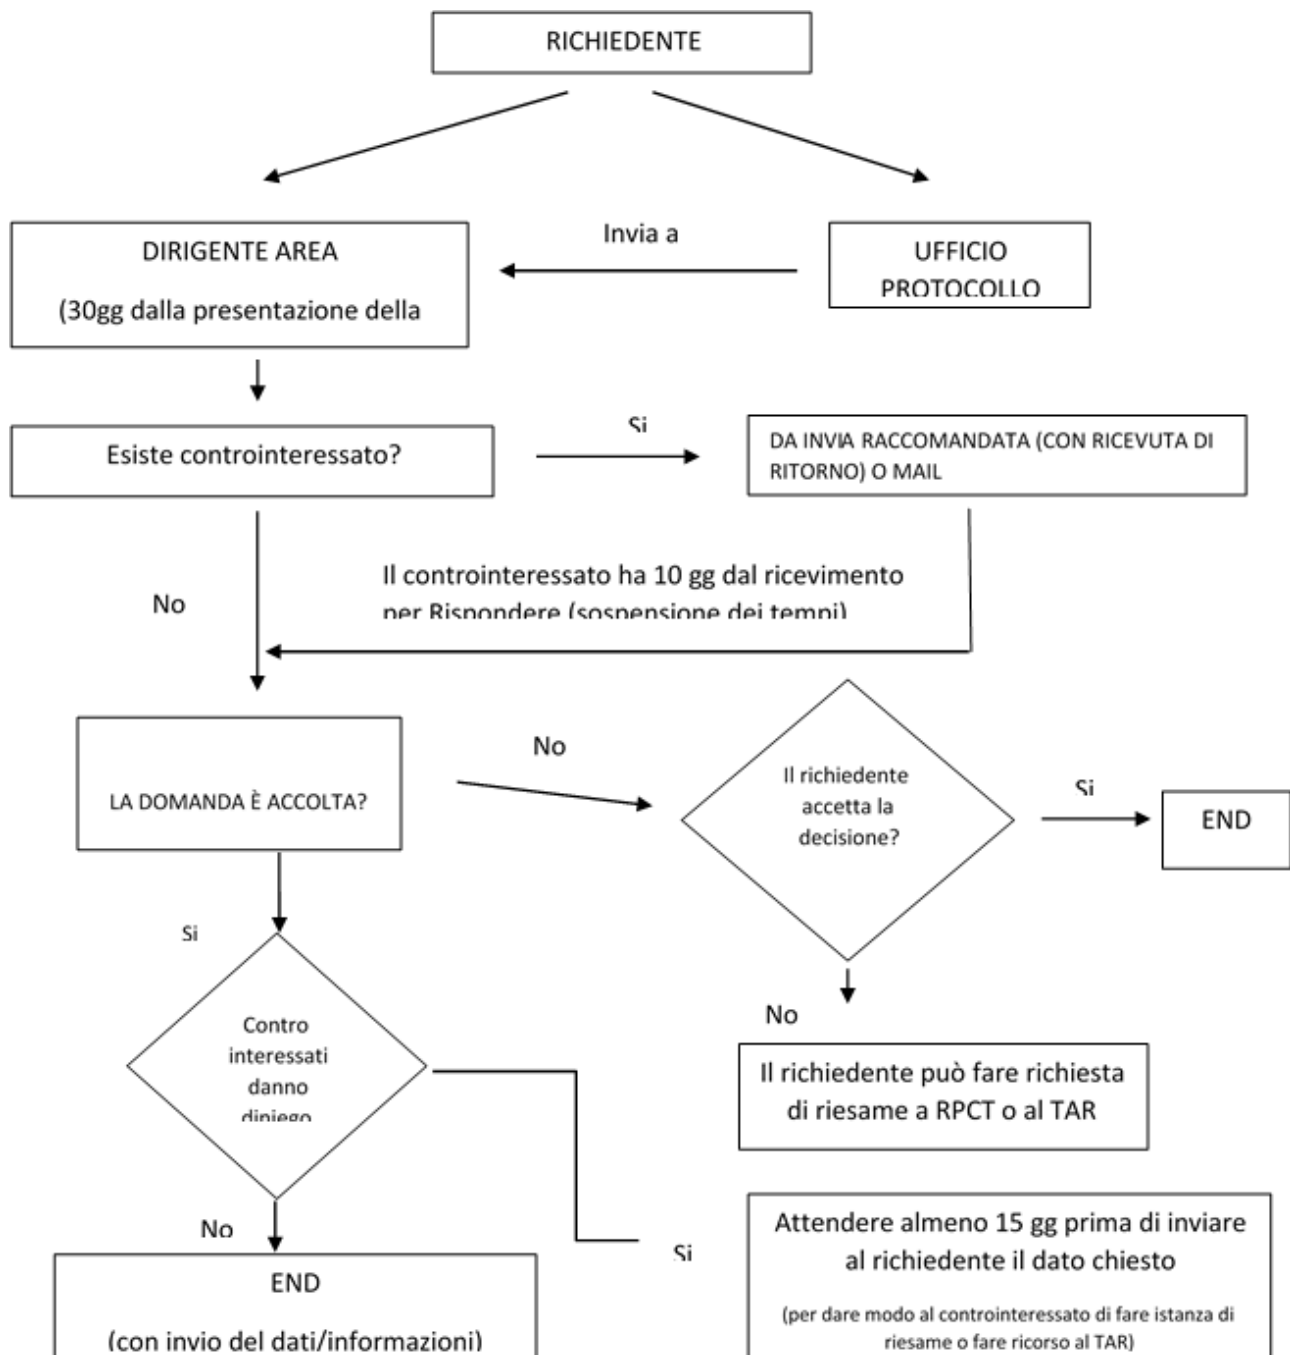 RICHIEDENTE
DIRIGENTE AREA
(30gg dalla presentazione della
Invia a
UFFICIO
PROTOCOLLO
Esiste controinteressato?
Si
DA INVIA RACCOMANDATA (CON RICEVUTA DI
RITORNO) O MAIL
Il controinteressato ha 10 gg dal ricevimento
per Rispondere (sospensione dei tempi)
No
LA DOMANDA È ACCOLTA?
No
Il richiedente
accetta la
decisione?
Si
END
Si
Contro
interessati
danno
diniego
No
Il richiedente può fare richiesta
di riesame a RPCT o al TAR
No
Si
Attendere almeno 15 gg prima di inviare
al richiedente il dato chiesto
(per dare modo al controinteressato di fare istanza di
riesame o fare ricorso al TAR)
END
(con invio del dati/informazioni)